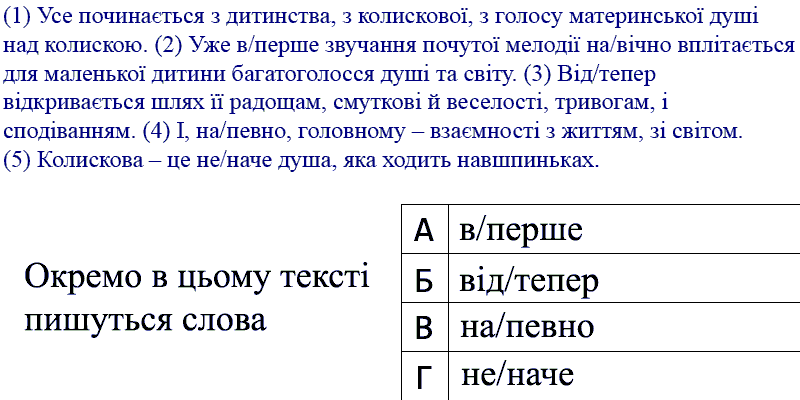 (1) Усе починається з дитинства, з колискової, з голосу материнської душі
над колискою. (2) Уже в/перше звучання почутої мелодії на/вічно вплітається
для маленької дитини багатоголосся душі та світу. (3) Від/тепер
відкривається шлях її радощам, смуткові й веселості, тривогам, і
сподіванням. (4) І, на/певно, головному – взаємності з життям, зі світом.
(5) Колискова – це не/наче душа, яка ходить навшпиньках.
Окремо в цьому тексті
пишуться слова
А в/перше
Б від/тепер
В на/певно
Г не/наче